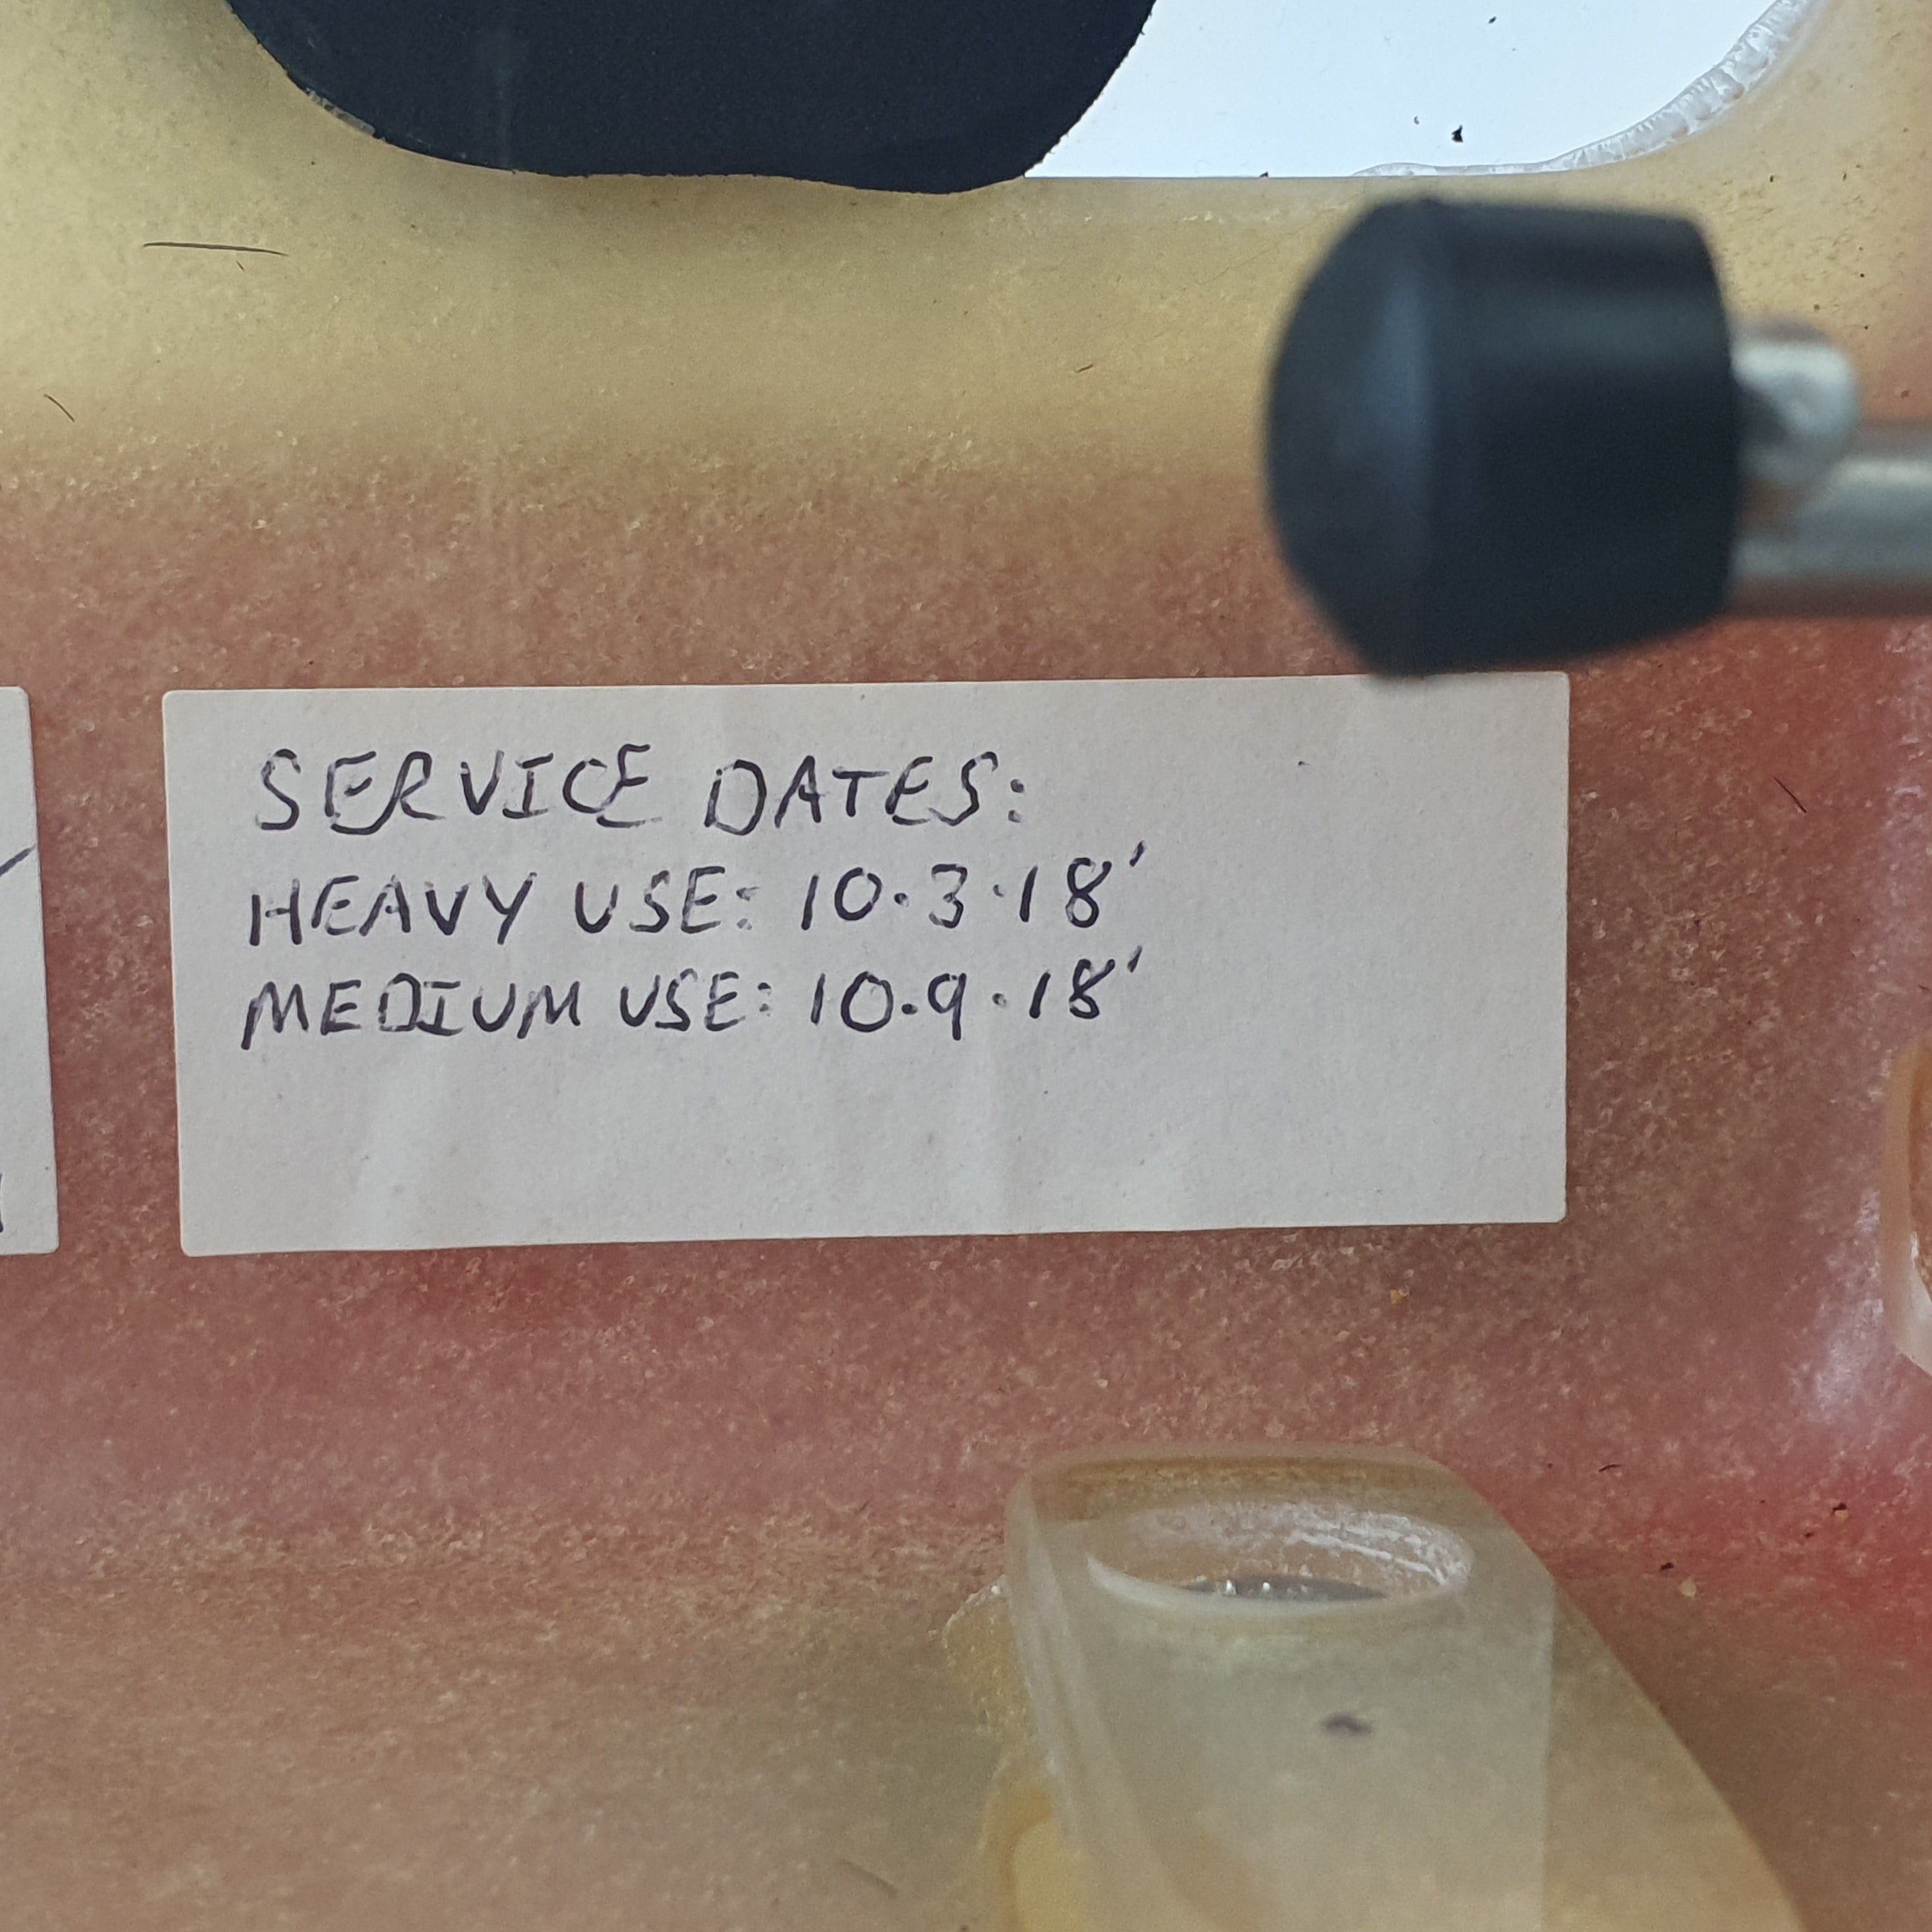 SERVICE DATES:
HEAVY USE: 10.3.18'
MEDIUM USE: 10.9.18'